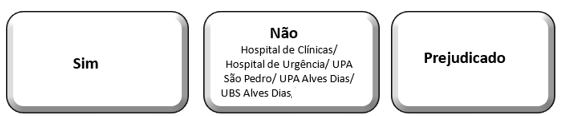 Sim
Não
Hospital de Clínicas/
Hospital de Urgência/ UPA
São Pedro/ UPA Alves Dias/
UBS Alves Dias,
Prejudicado